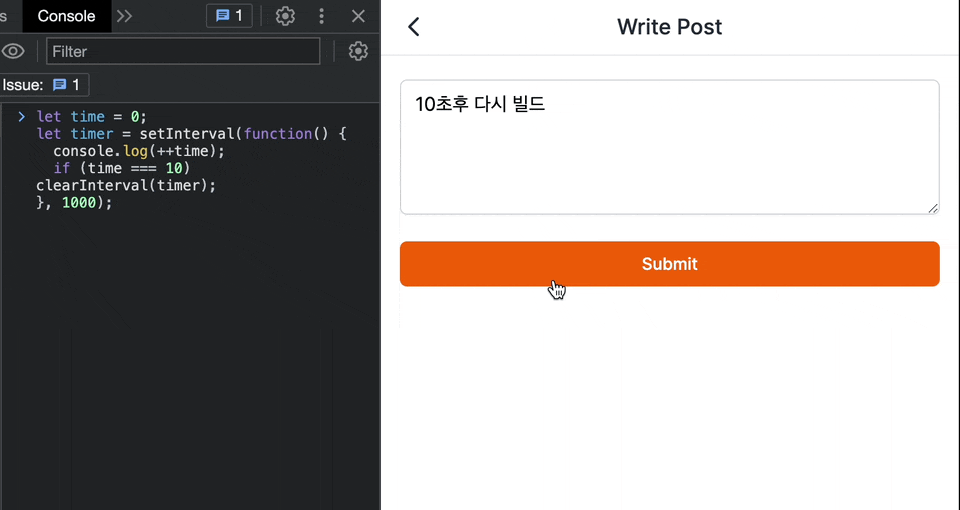 s Console 1
Filter
Issue: 1
let time = 0;
let timer = setInterval(function() {
console.log(++time);
if (time === 10)
clearInterval(timer);
}, 1000);
Write Post
10초후 다시 빌드
Submit